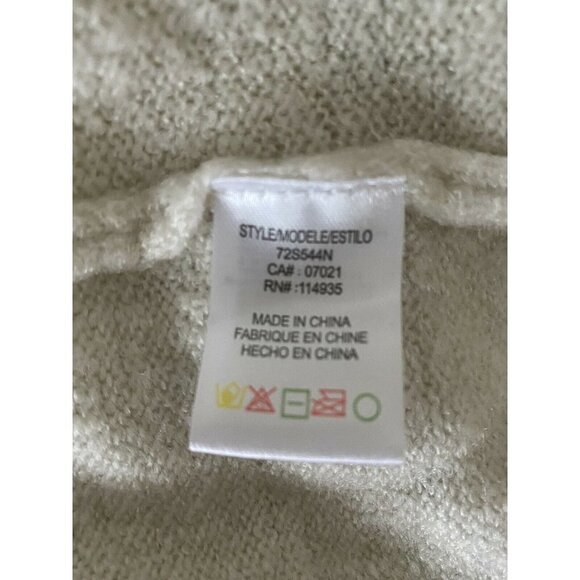 STYLE/MODELE/ESTILO
72S544N
CA# : 07021
RN# :114935
MADE IN CHINA
FABRIQUE EN CHINE
HECHO EN CHINA